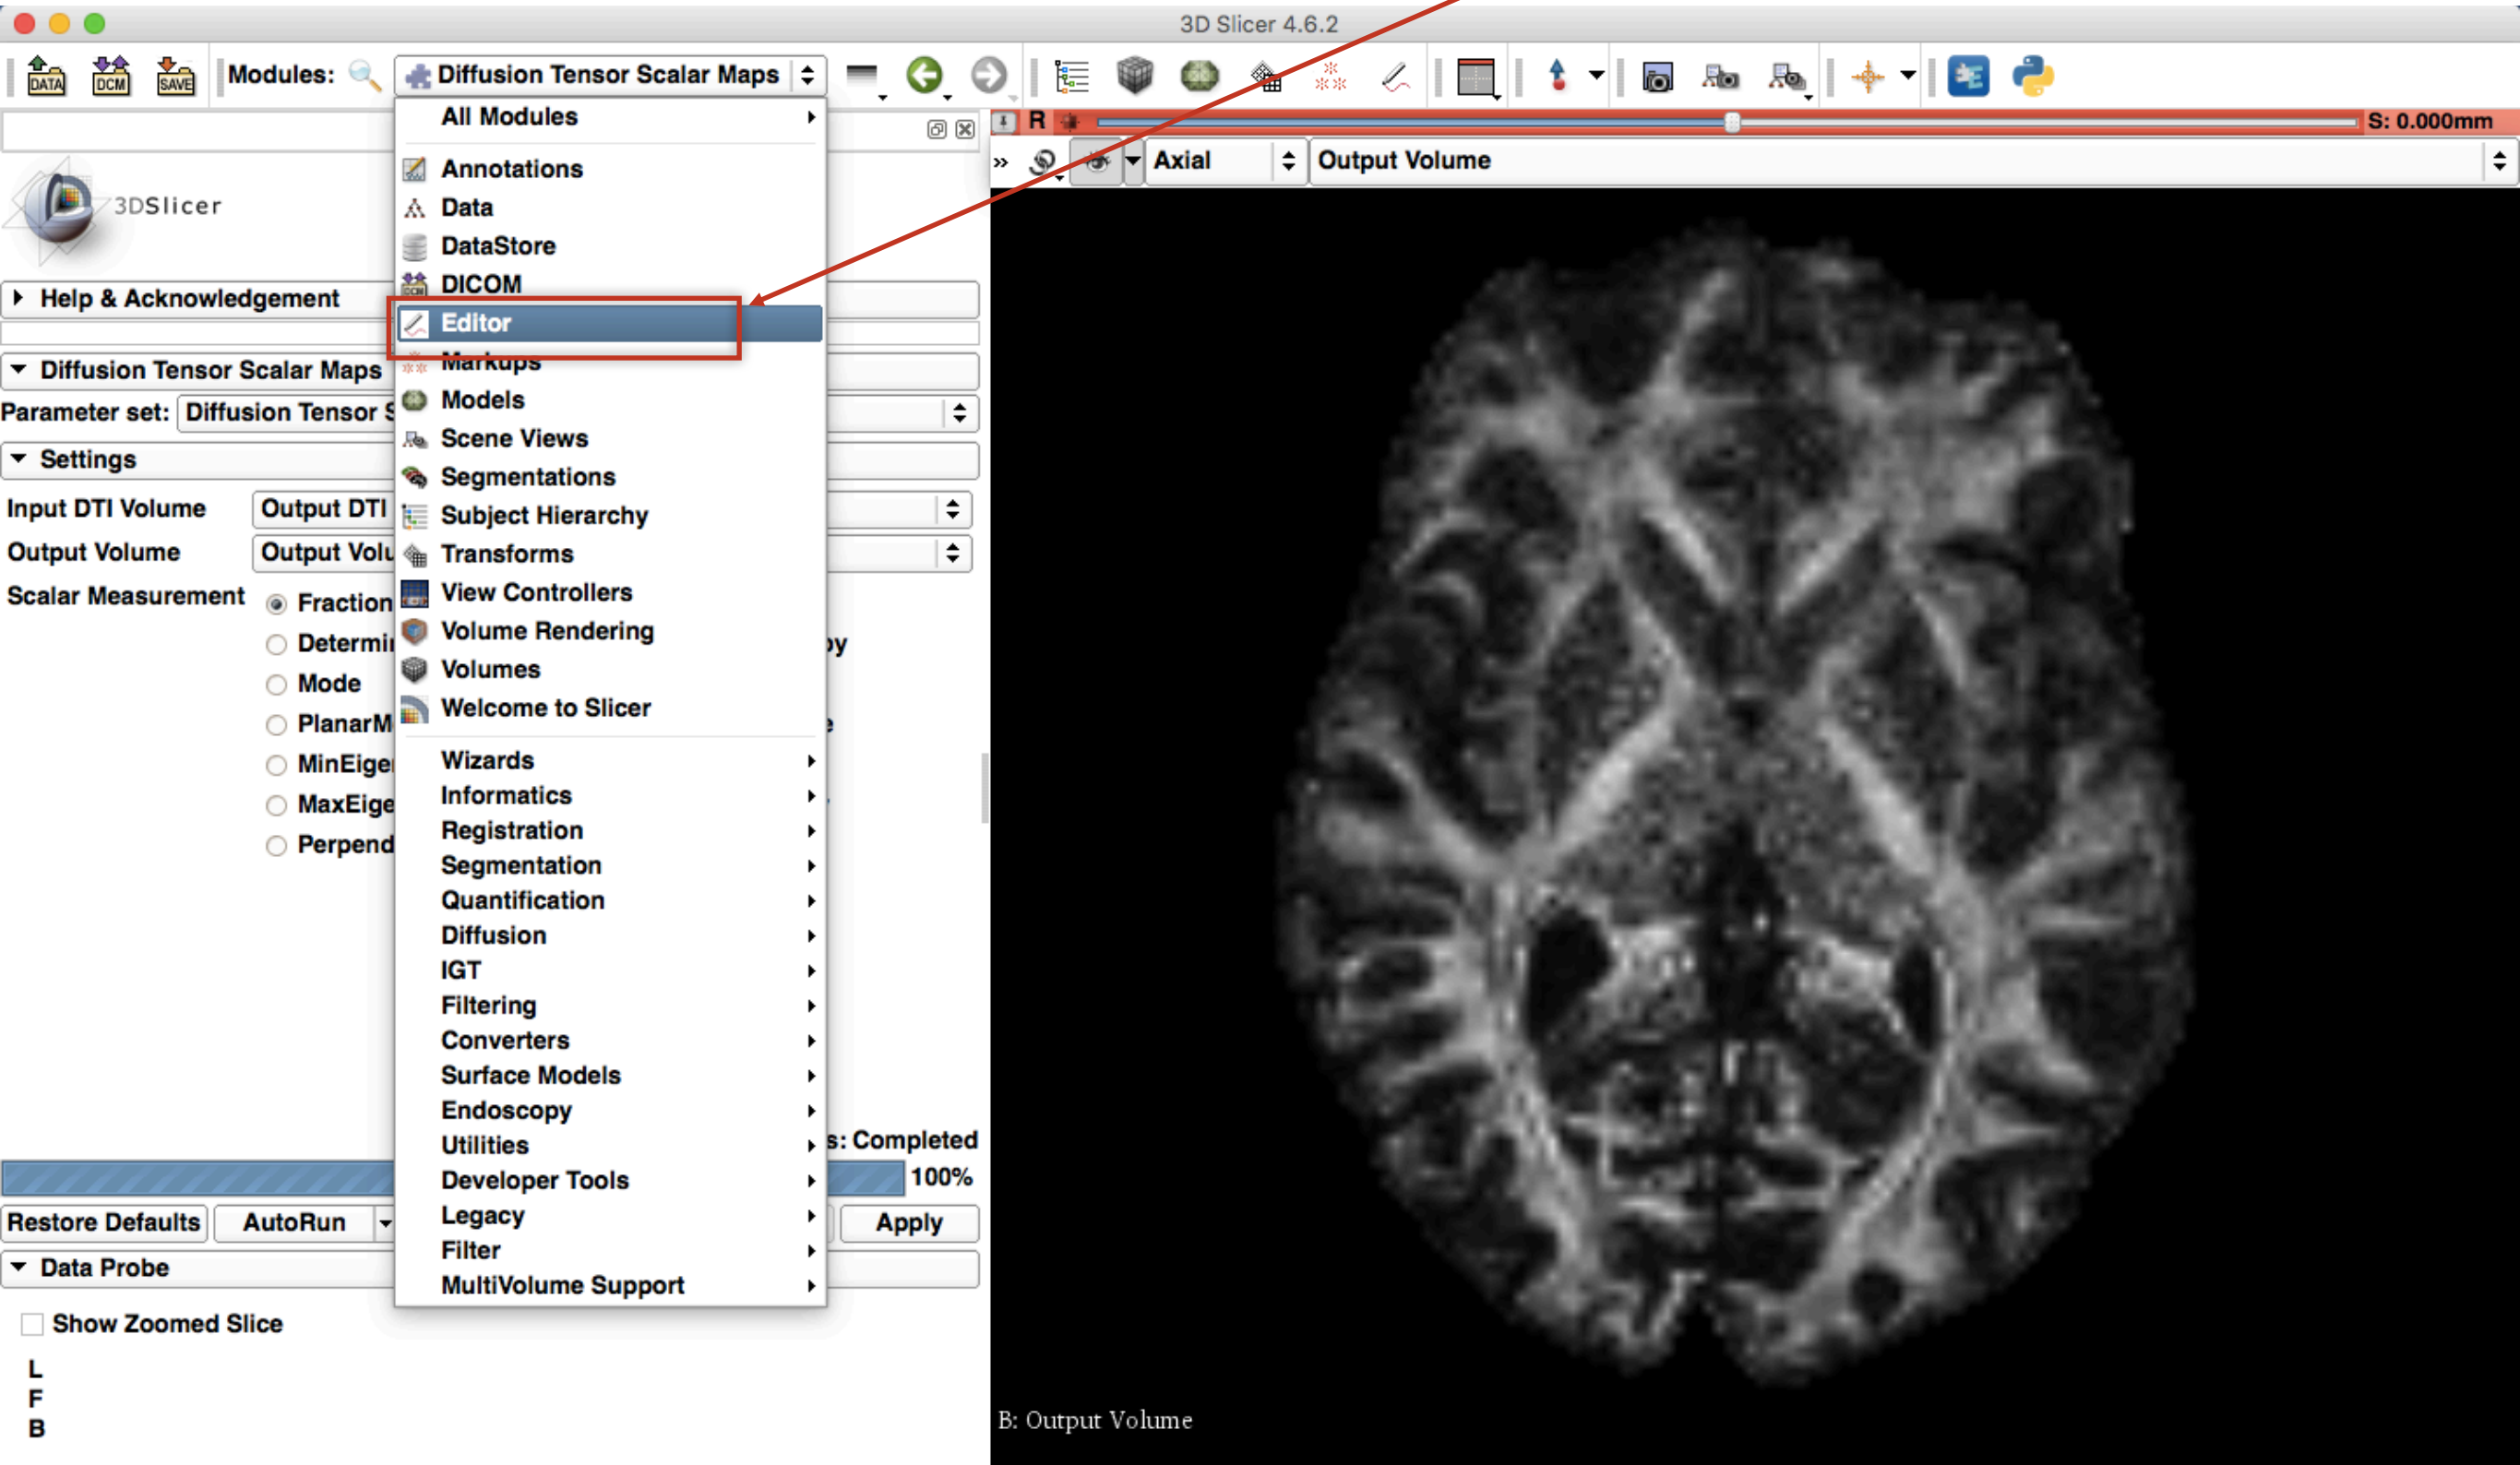 3D Slicer 4.6.2
DATA DCM SAVE Modules: Diffusion Tensor Scalar Maps
R S: 0.000mm
» Axial Output Volume
3DSlicer
Help & Acknowledgement
Diffusion Tensor Scalar Maps
Parameter set: Diffusion Tensor S
Settings
Input DTI Volume Output DTI
Output Volume Output Volu
Scalar Measurement Fraction
Determi
py
Mode
PlanarM
MinEige
MaxEige
Perpend
s: Completed
100%
Restore Defaults AutoRun Apply
Data Probe
Show Zoomed Slice
L
F
B
All Modules
Annotations
Data
DataStore
DICOM
Editor
Markups
Models
Scene Views
Segmentations
Subject Hierarchy
Transforms
View Controllers
Volume Rendering
Volumes
Welcome to Slicer
Wizards
Informatics
Registration
Segmentation
Quantification
Diffusion
IGT
Filtering
Converters
Surface Models
Endoscopy
Utilities
Developer Tools
Legacy
Filter
MultiVolume Support
B: Output Volume